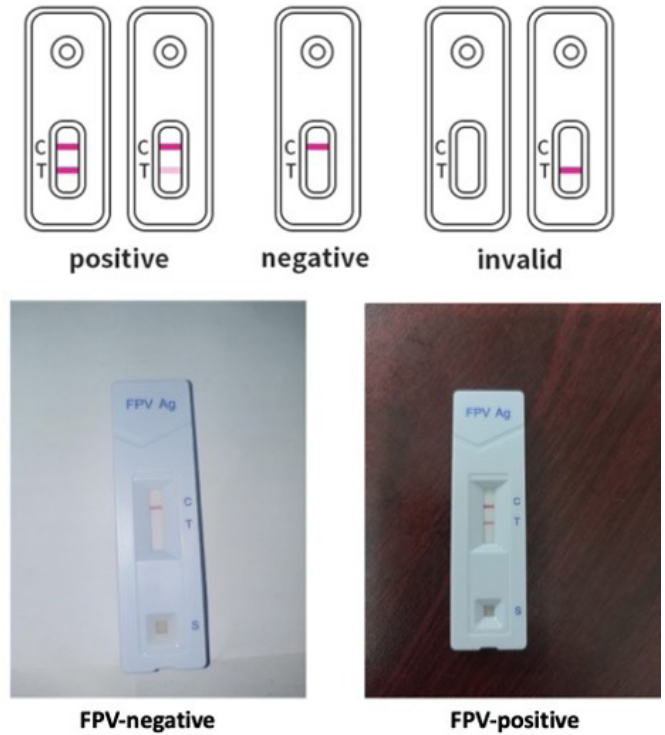 C C C C C
T T T T T
positive negative invalid
FPV Ag
C
T
S
FPV Ag
C
T
S
FPV-negative FPV-positive